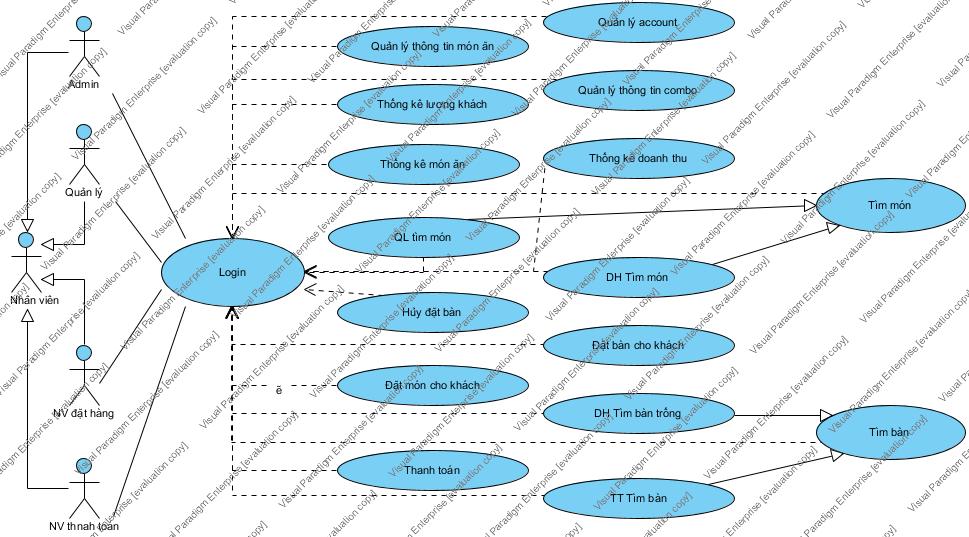 Quản lý account
Admin
Quản lý thông tin món ăn
Quản lý thông tin combo
Thống kê lượng khách
Quản lý
Thống kê món ăn
Thống kê doanh thu
Tìm món
QL tìm món
Login
DH Tìm món
Nhân viên
Hủy đặt bàn
Đặt bàn cho khách
Đặt món cho khách
ẽ
NV đặt hàng
DH Tìm bàn trống
Tìm bàn
Thanh toán
TT Tìm bàn
NV thnah toán
Visual Paradigm Enterprise [evaluation copy]